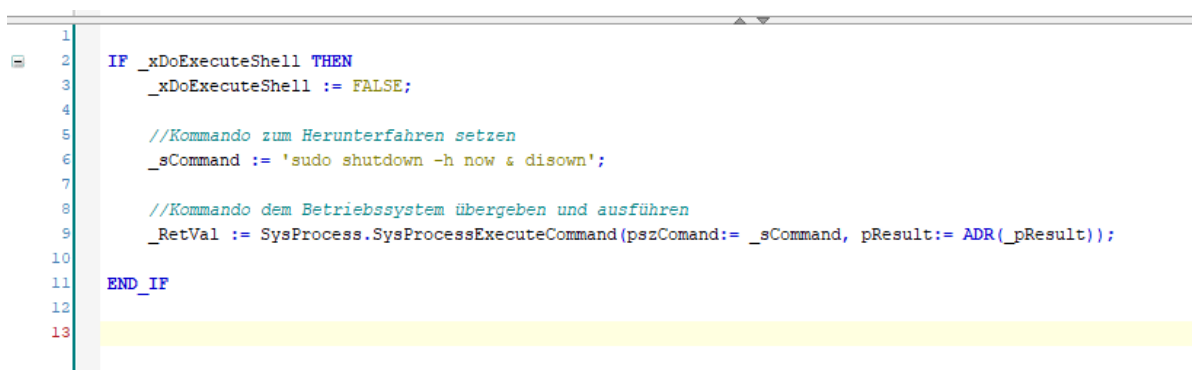 1
2 IF _xDoExecuteShell THEN
3 _xDoExecuteShell := FALSE;
4
5 //Kommando zum Herunterfahren setzen
6 _sCommand := 'sudo shutdown -h now & disown';
7
8 //Kommando dem Betriebssystem übergeben und ausführen
9 _RetVal := SysProcess.SysProcessExecuteCommand(pszComand:= _sCommand, pResult:= ADR(_pResult));
10
11 END_IF
12
13